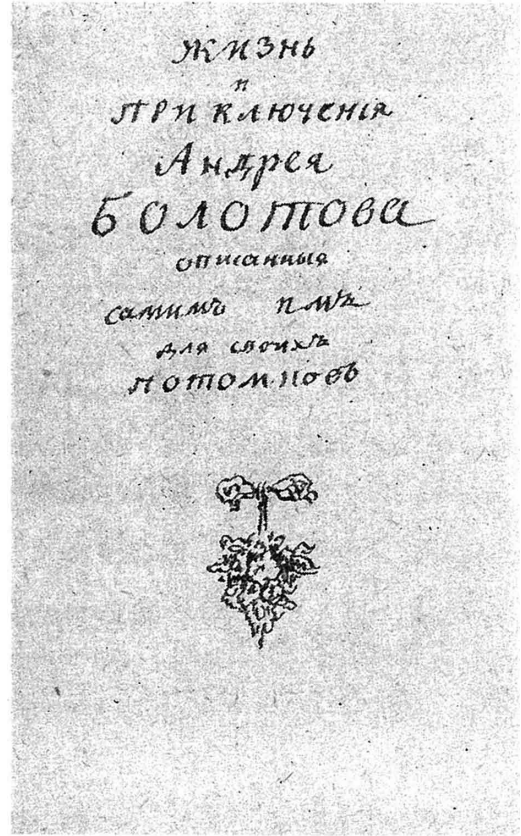 жизнь
и
приключенія
Андрея
Болотова
описанныя
самимъ имъ
для своихъ
потомковъ